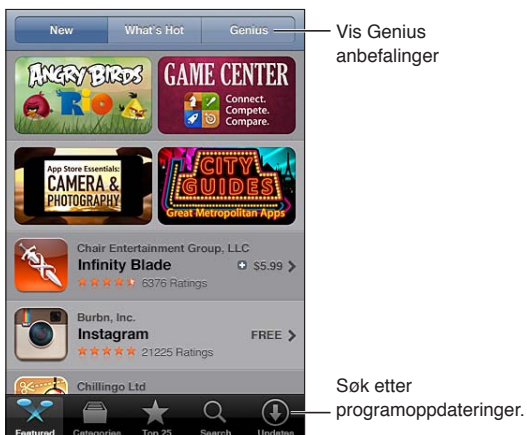 New What's Hot Genius
Vis Genius
anbefalinger
ANGRY BIRDS
RIO
GAME CENTER
Connect.
Compete.
Compare.
App Store Essentials:
CAMERA &
PHOTOGRAPHY
CITY
GUIDES
Great Metropolitan Apps
Chair Entertainment Group, LLC
Infinity Blade
$5.99
6376 Ratings
Burbn, Inc.
Instagram
FREE
21225 Ratings
Chillingo Ltd
Søk etter
programoppdateringer.
Featured Categories Top 25 Search Updates